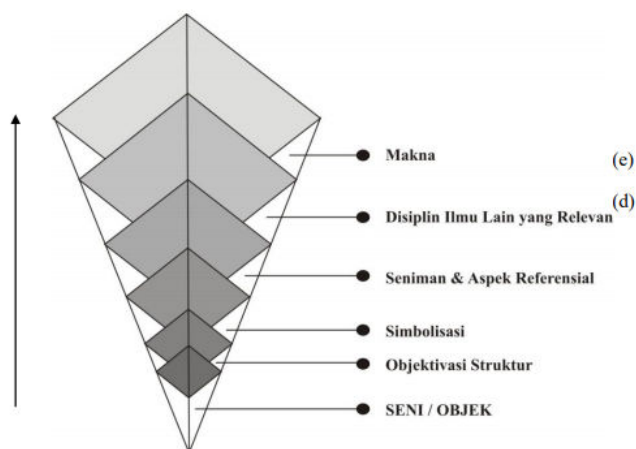 Makna (e)
(d)
Disiplin Ilmu Lain yang Relevan
Seniman & Aspek Referensial
Simbolisasi
Objektivasi Struktur
SENI / OBJEK